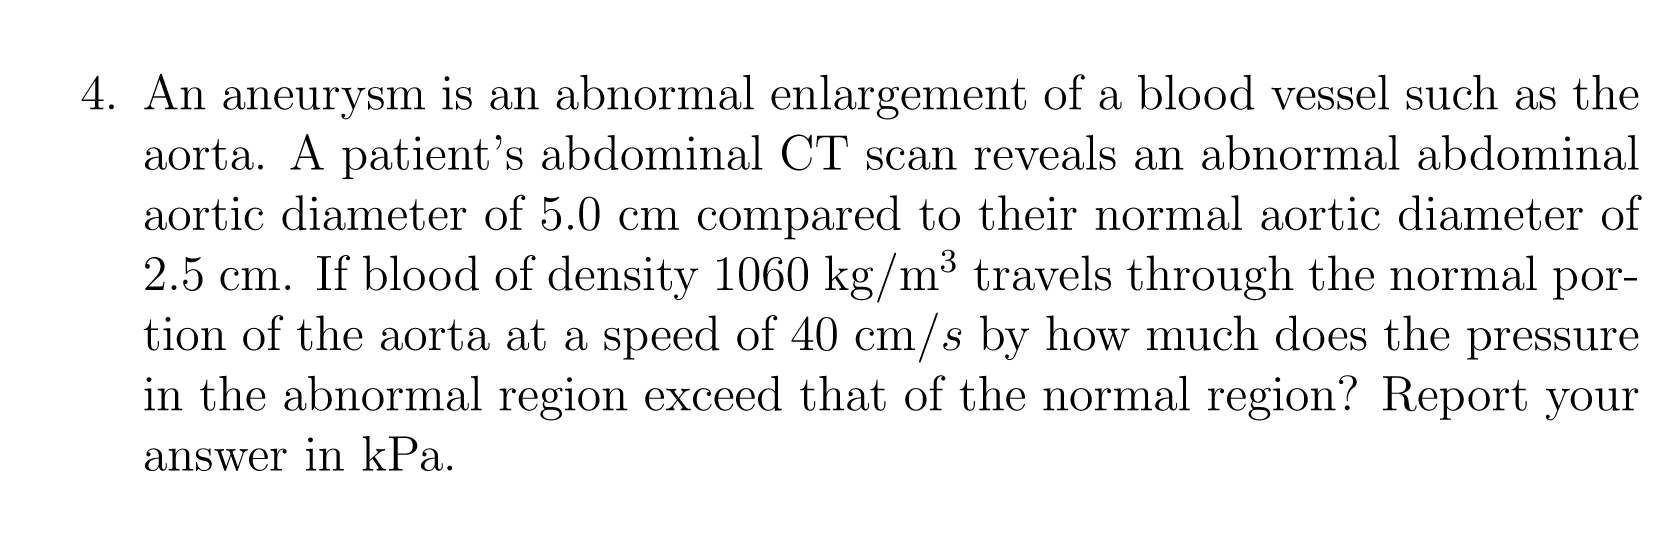 4. An aneurysm is an abnormal enlargement of a blood vessel such as the
aorta. A patient's abdominal CT scan reveals an abnormal abdominal
aortic diameter of 5.0 cm compared to their normal aortic diameter of
2.5 cm. If blood of density 1060 kg/m³ travels through the normal por-
tion of the aorta at a speed of 40 cm/s by how much does the pressure
in the abnormal region exceed that of the normal region? Report your
answer in kPa.